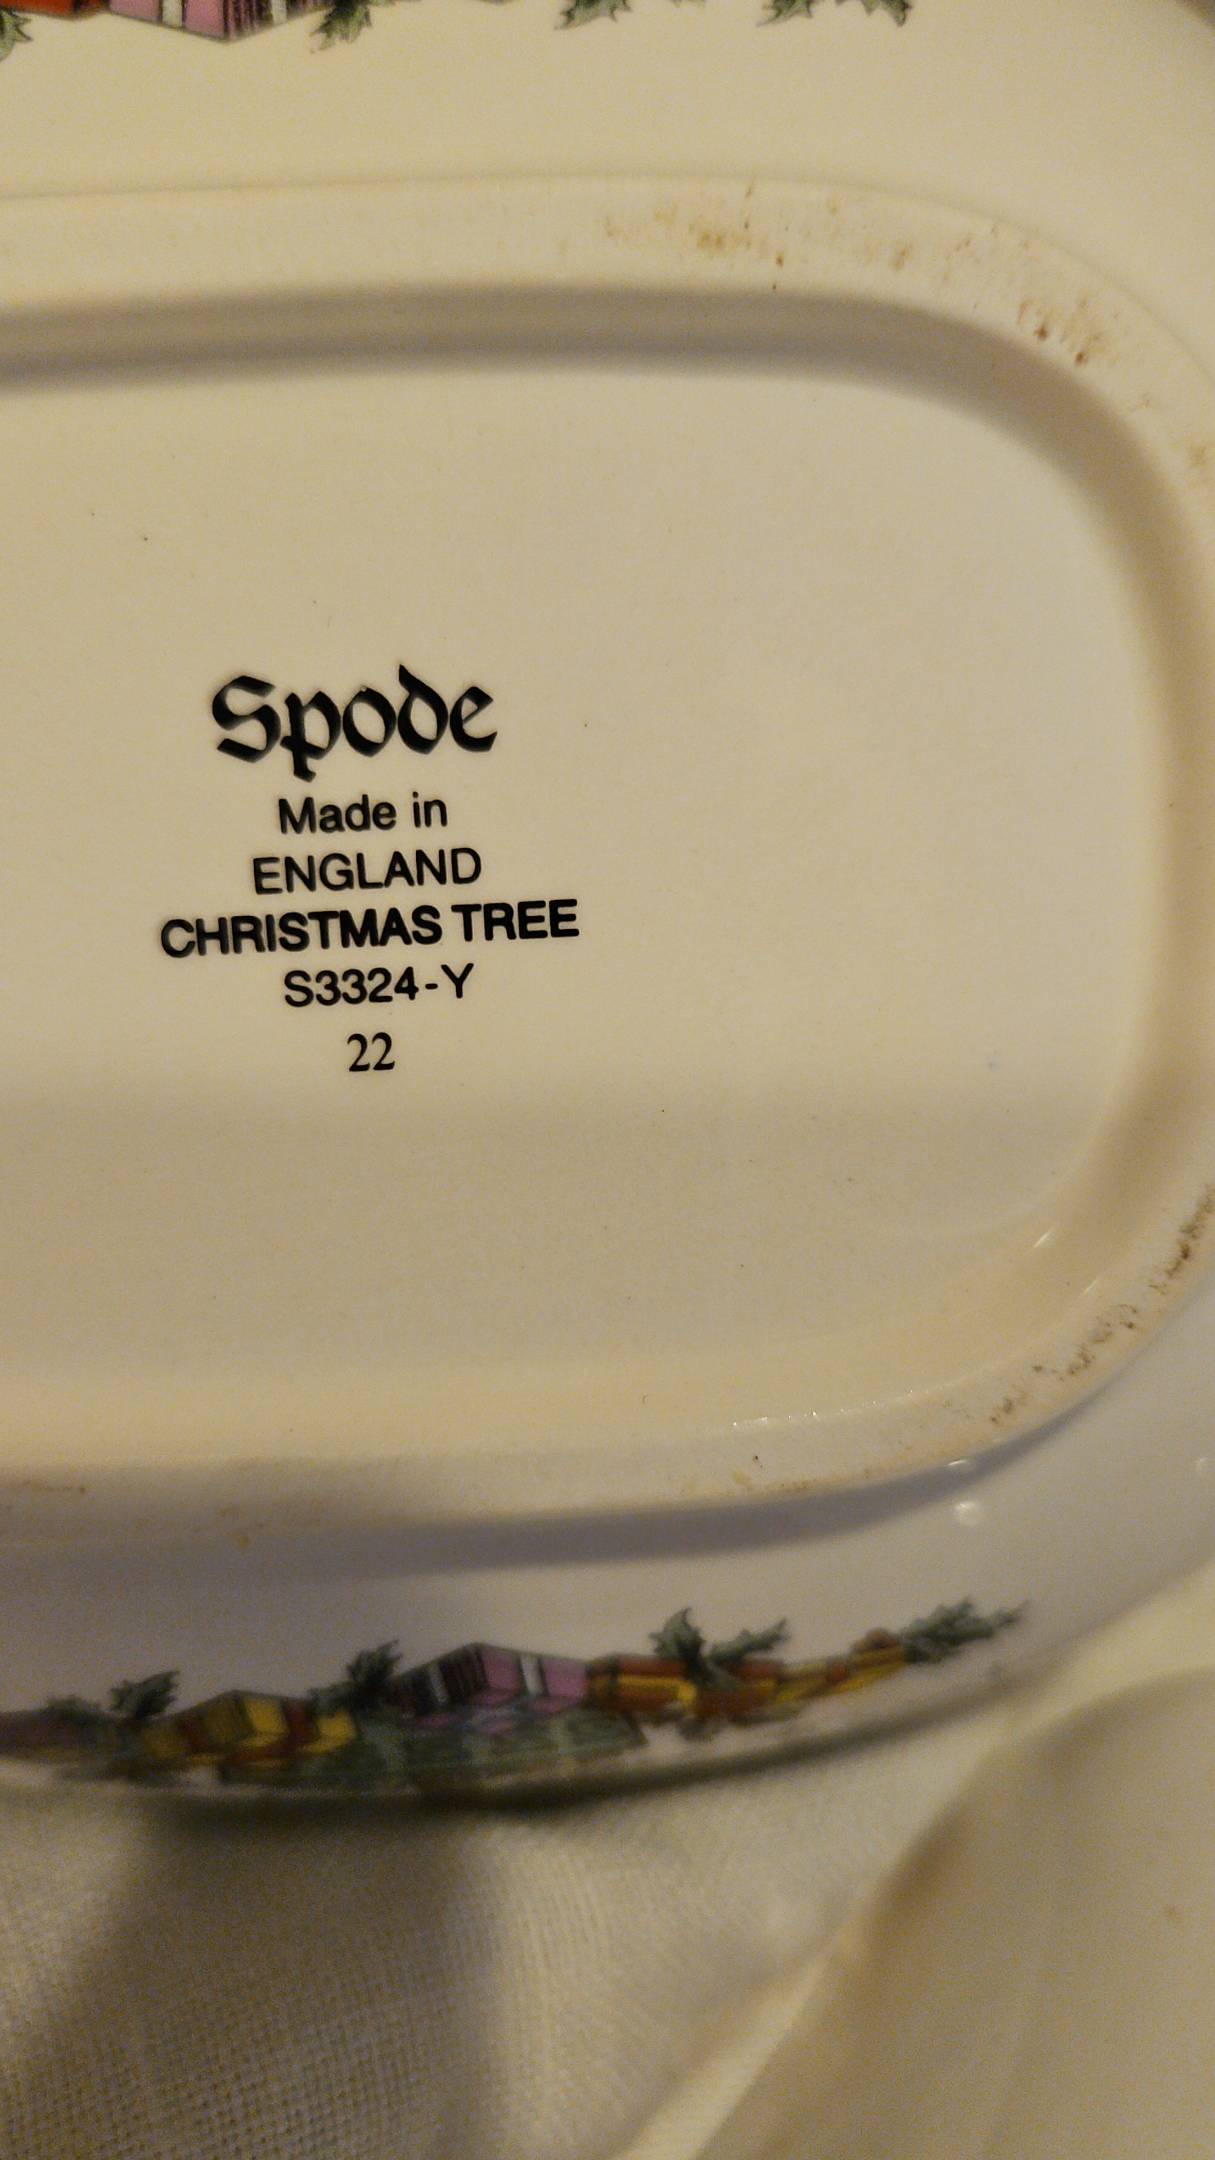 Spode
Made in
ENGLAND
CHRISTMAS TREE
S3324-Y
22